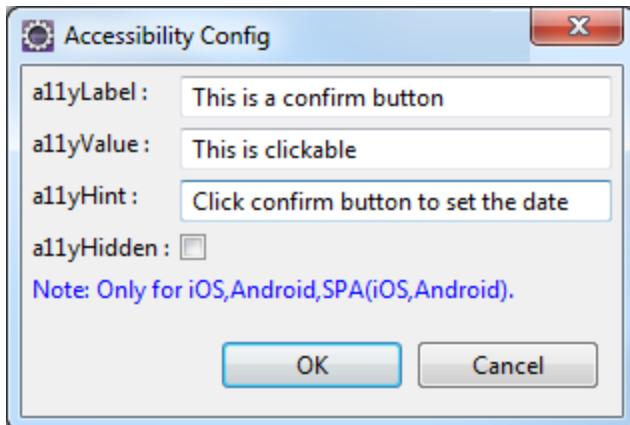 Accessibility Config
a11yLabel : This is a confirm button
a11yValue : This is clickable
a11yHint : Click confirm button to set the date
a11yHidden :
Note: Only for iOS,Android,SPA(iOS,Android).
OK Cancel